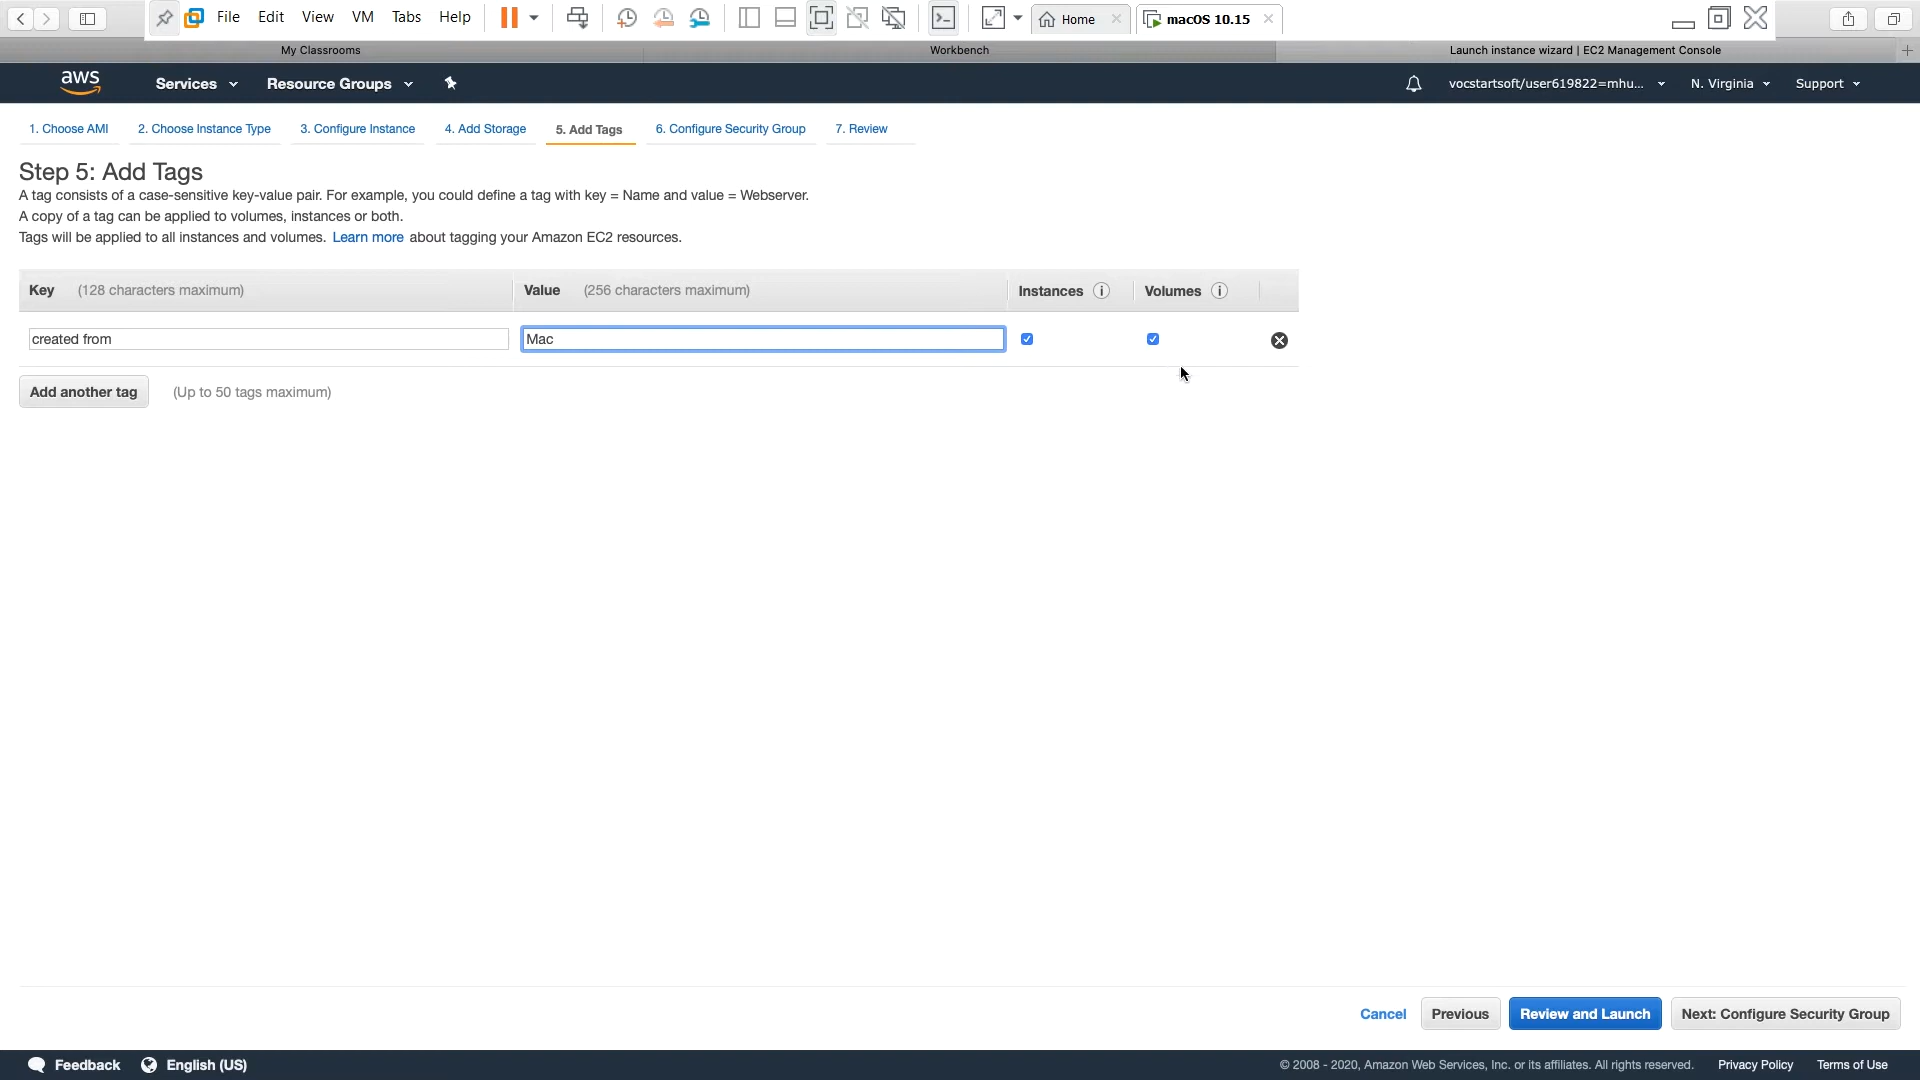 File Edit View VM Tabs Help Home macOS 10.15
My Classrooms Workbench Launch instance wizard | EC2 Management Console
aws Services Resource Groups vocstartsoft/user619822=mhu... N. Virginia Support
1. Choose AMI 2. Choose Instance Type 3. Configure Instance 4. Add Storage 5. Add Tags 6. Configure Security Group 7. Review
Step 5: Add Tags
A tag consists of a case-sensitive key-value pair. For example, you could define a tag with key = Name and value = Webserver.
A copy of a tag can be applied to volumes, instances or both.
Tags will be applied to all instances and volumes. Learn more about tagging your Amazon EC2 resources.
Key (128 characters maximum) Value (256 characters maximum) Instances i Volumes i
created from Mac
Add another tag (Up to 50 tags maximum)
Cancel Previous Review and Launch Next: Configure Security Group
Feedback English (US) © 2008 - 2020, Amazon Web Services, Inc. or its affiliates. All rights reserved. Privacy Policy Terms of Use